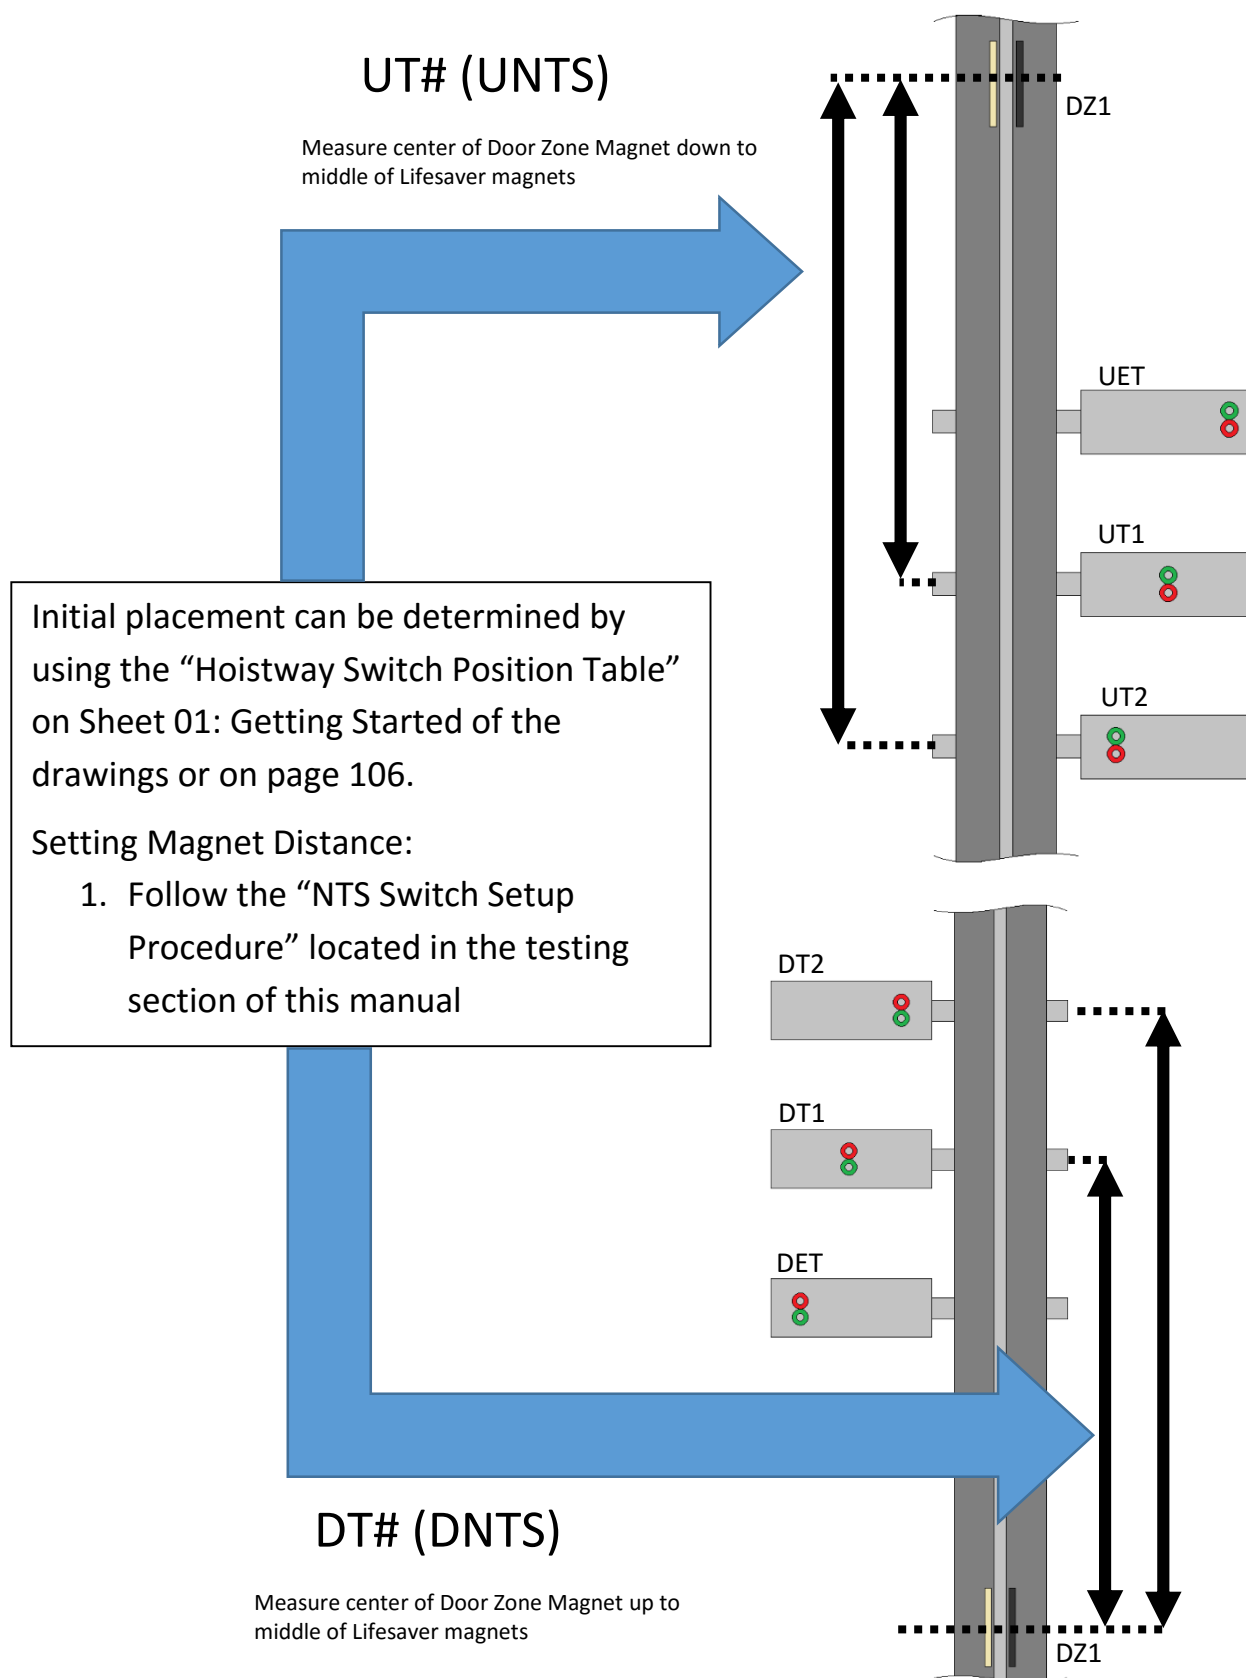 UT# (UNTS)
Measure center of Door Zone Magnet down to
middle of Lifesaver magnets
DZ1
UET
UT1
UT2
Initial placement can be determined by
using the “Hoistway Switch Position Table”
on Sheet 01: Getting Started of the
drawings or on page 106.
Setting Magnet Distance:
1. Follow the “NTS Switch Setup
Procedure” located in the testing
section of this manual
DT2
DT1
DET
DT# (DNTS)
Measure center of Door Zone Magnet up to
middle of Lifesaver magnets
DZ1